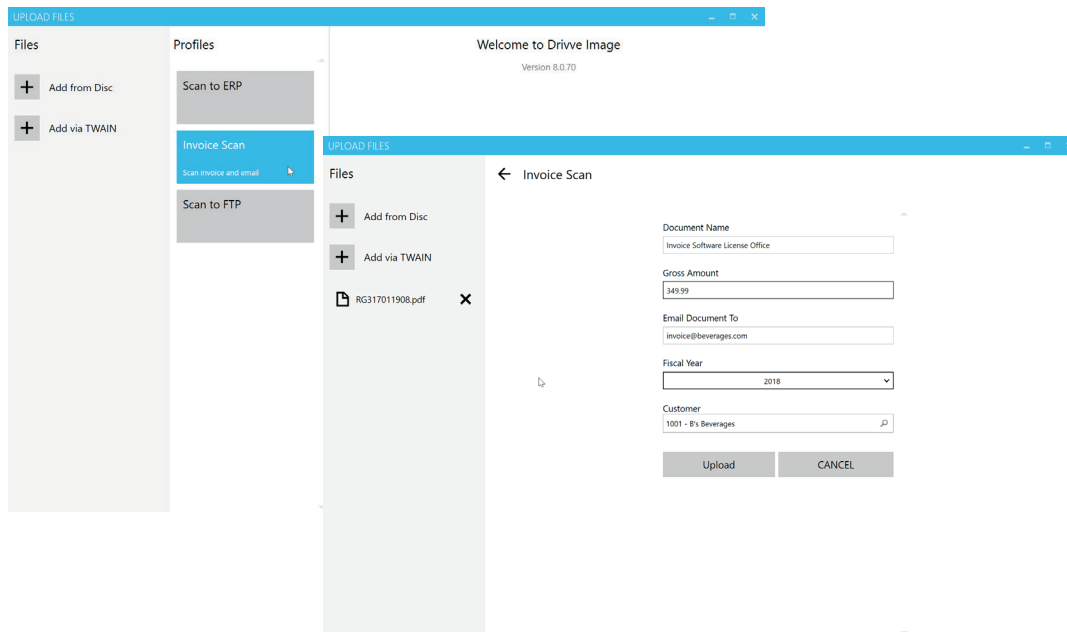 UPLOAD FILES
Files
Add from Disc
Add via TWAIN
Profiles
Scan to ERP
Invoice Scan
Scan invoice and email
Scan to FTP
Welcome to Drivve Image
Version 8.0.70
UPLOAD FILES
Files
Add from Disc
Add via TWAIN
RG317011908.pdf
Invoice Scan
Document Name
Invoice Software License Office
Gross Amount
349.99
Email Document To
invoice@beverages.com
Fiscal Year
2018
Customer
1001 - B's Beverages
Upload
CANCEL